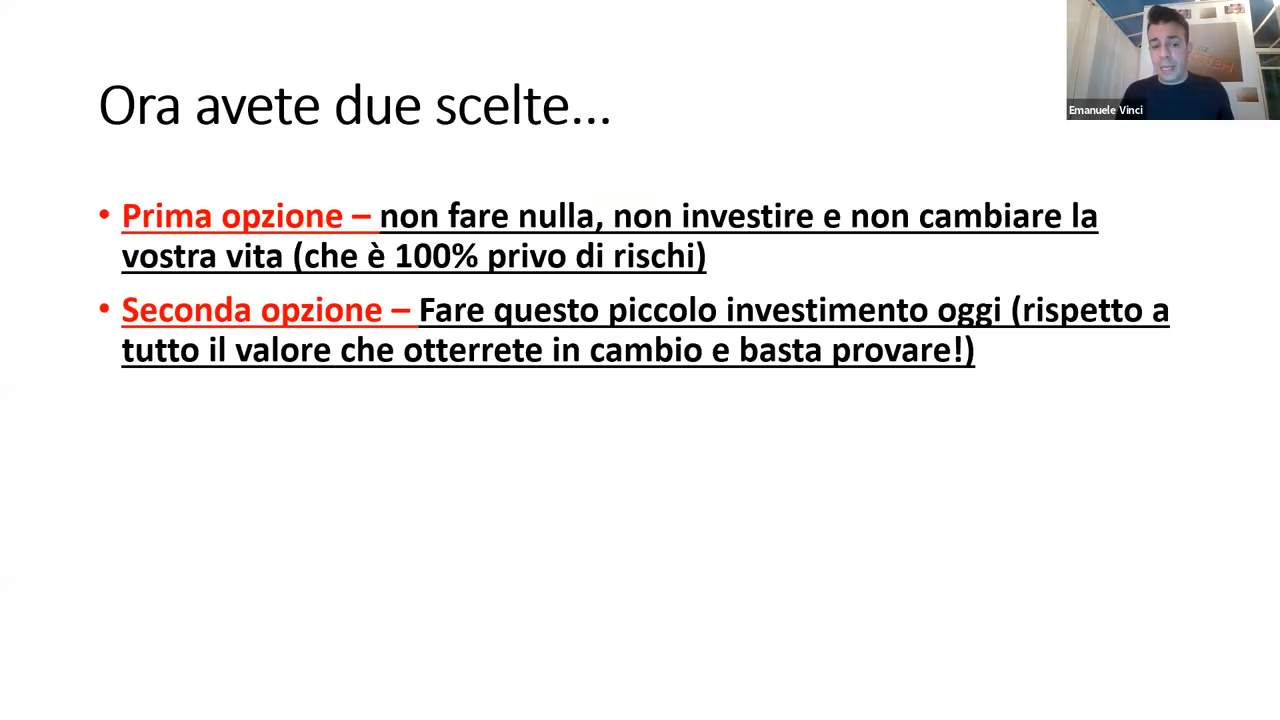 Ora avete due scelte...
• Prima opzione – non fare nulla, non investire e non cambiare la
vostra vita (che è 100% privo di rischi)
• Seconda opzione – Fare questo piccolo investimento oggi (rispetto a
tutto il valore che otterrete in cambio e basta provare!)
Emanuele Vinci